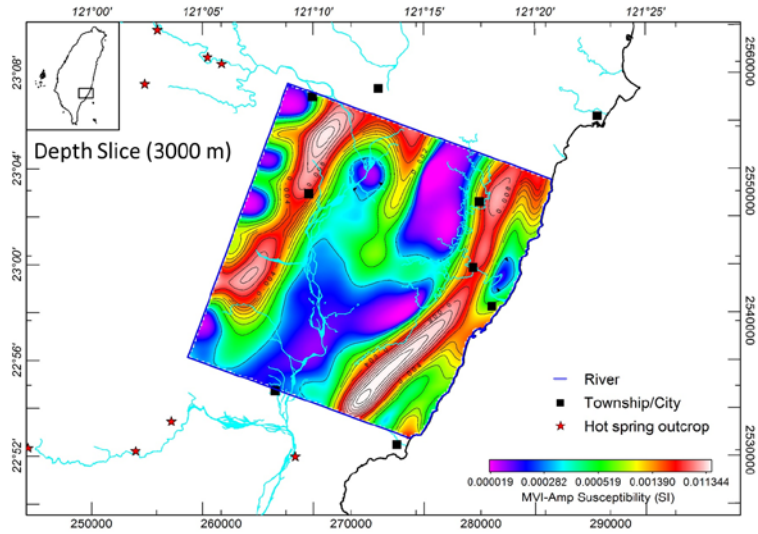 121°00'
121°05'
121°10'
121°15'
121°20'
121°25'
23°08'
23°04'
23°00'
22°56'
22°52'
2560000
2550000
2540000
2530000
Depth Slice (3000 m)
River
Township/City
Hot spring outcrop
0.000019 0.000282 0.000519 0.001390 0.011344
MVI-Amp Susceptibility (SI)
250000 260000 270000 280000 290000